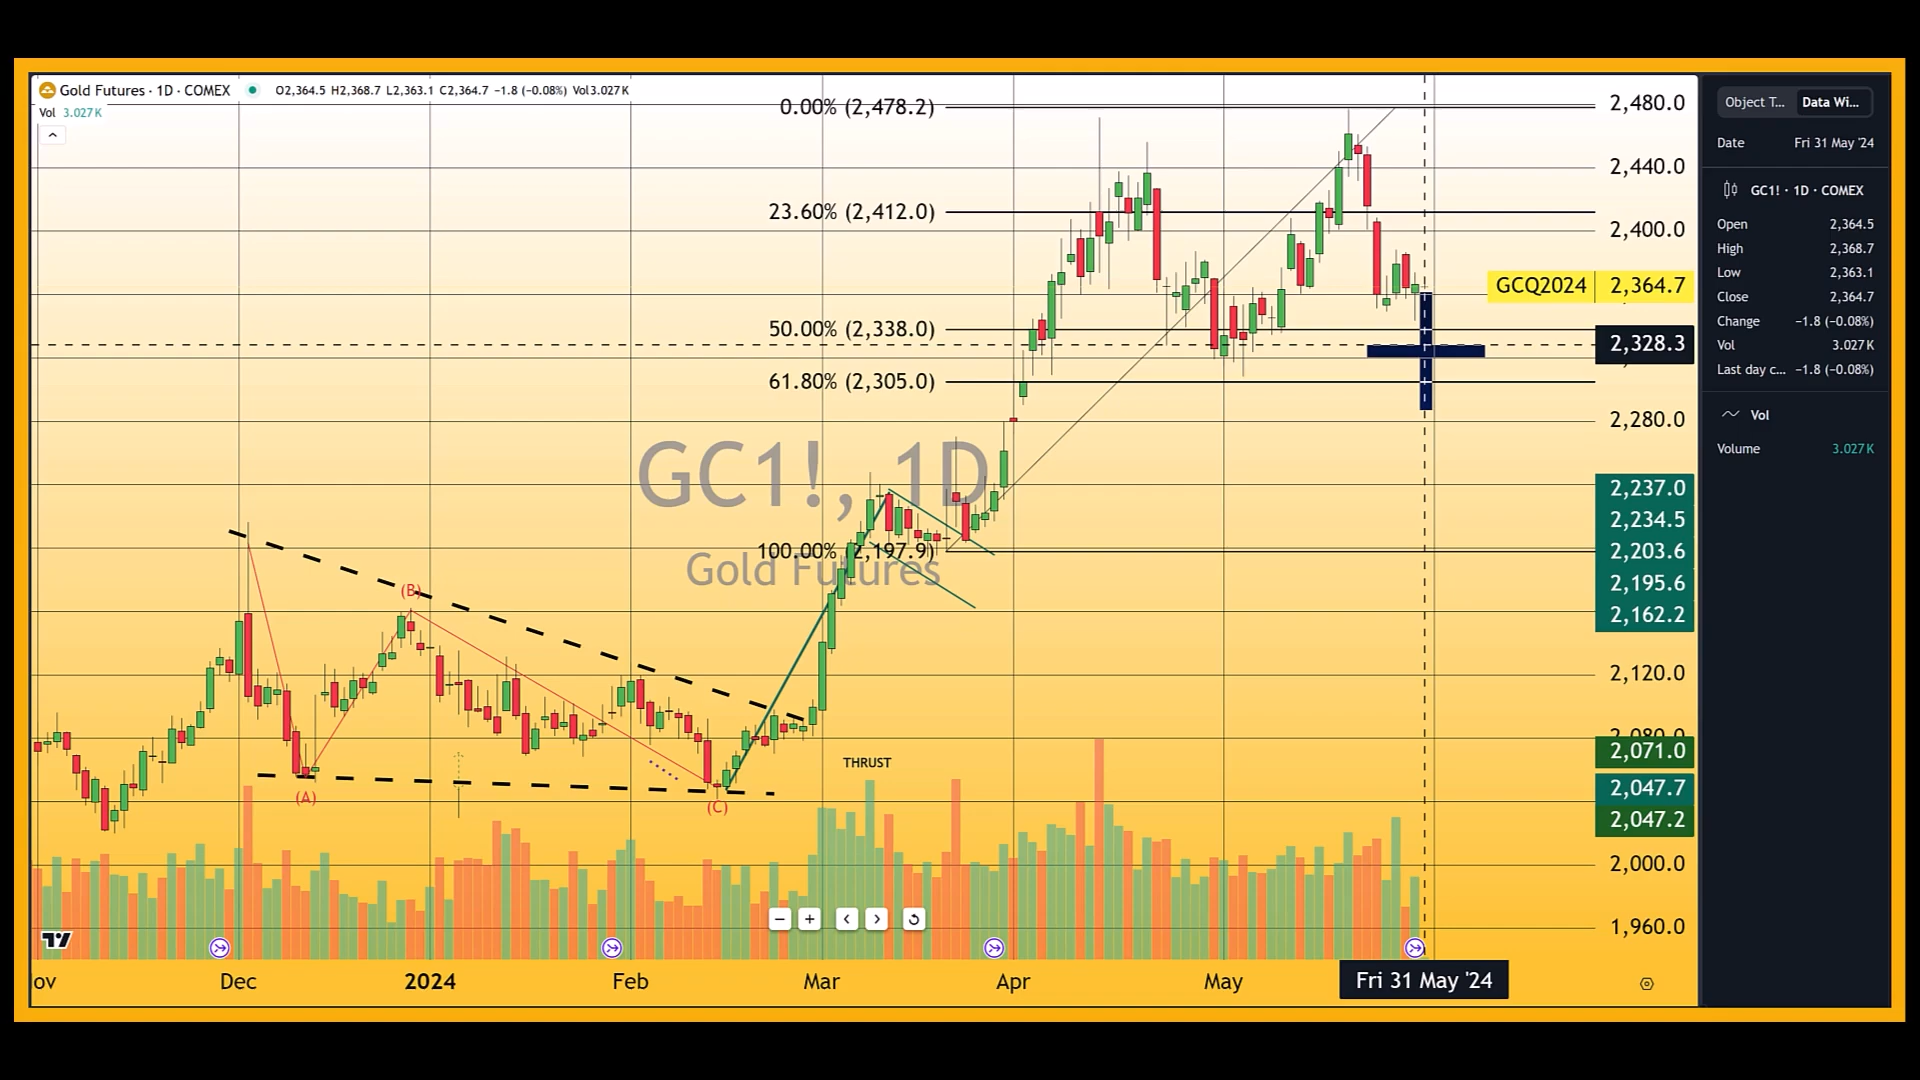 Gold Futures · 1D · COMEX O2,364.5 H2,368.7 L2,363.1 C2,364.7 −1.8 (−0.08%) Vol3.027K
Vol 3.027K
0.00% (2,478.2)
23.60% (2,412.0)
50.00% (2,338.0)
61.80% (2,305.0)
100.00% (2,197.9)
GC1!, 1D
Gold Futures
(A)
(B)
(C)
THRUST
2,480.0
2,440.0
2,400.0
GCQ2024 2,364.7
2,328.3
2,280.0
2,237.0
2,234.5
2,203.6
2,195.6
2,162.2
2,120.0
2,080.0
2,071.0
2,047.7
2,047.2
2,000.0
1,960.0
ov Dec 2024 Feb Mar Apr May Fri 31 May '24
Object T... Data Wi...
Date Fri 31 May '24
GC1! · 1D · COMEX
Open 2,364.5
High 2,368.7
Low 2,363.1
Close 2,364.7
Change −1.8 (−0.08%)
Vol 3.027K
Last day c... −1.8 (−0.08%)
Vol
Volume 3.027K